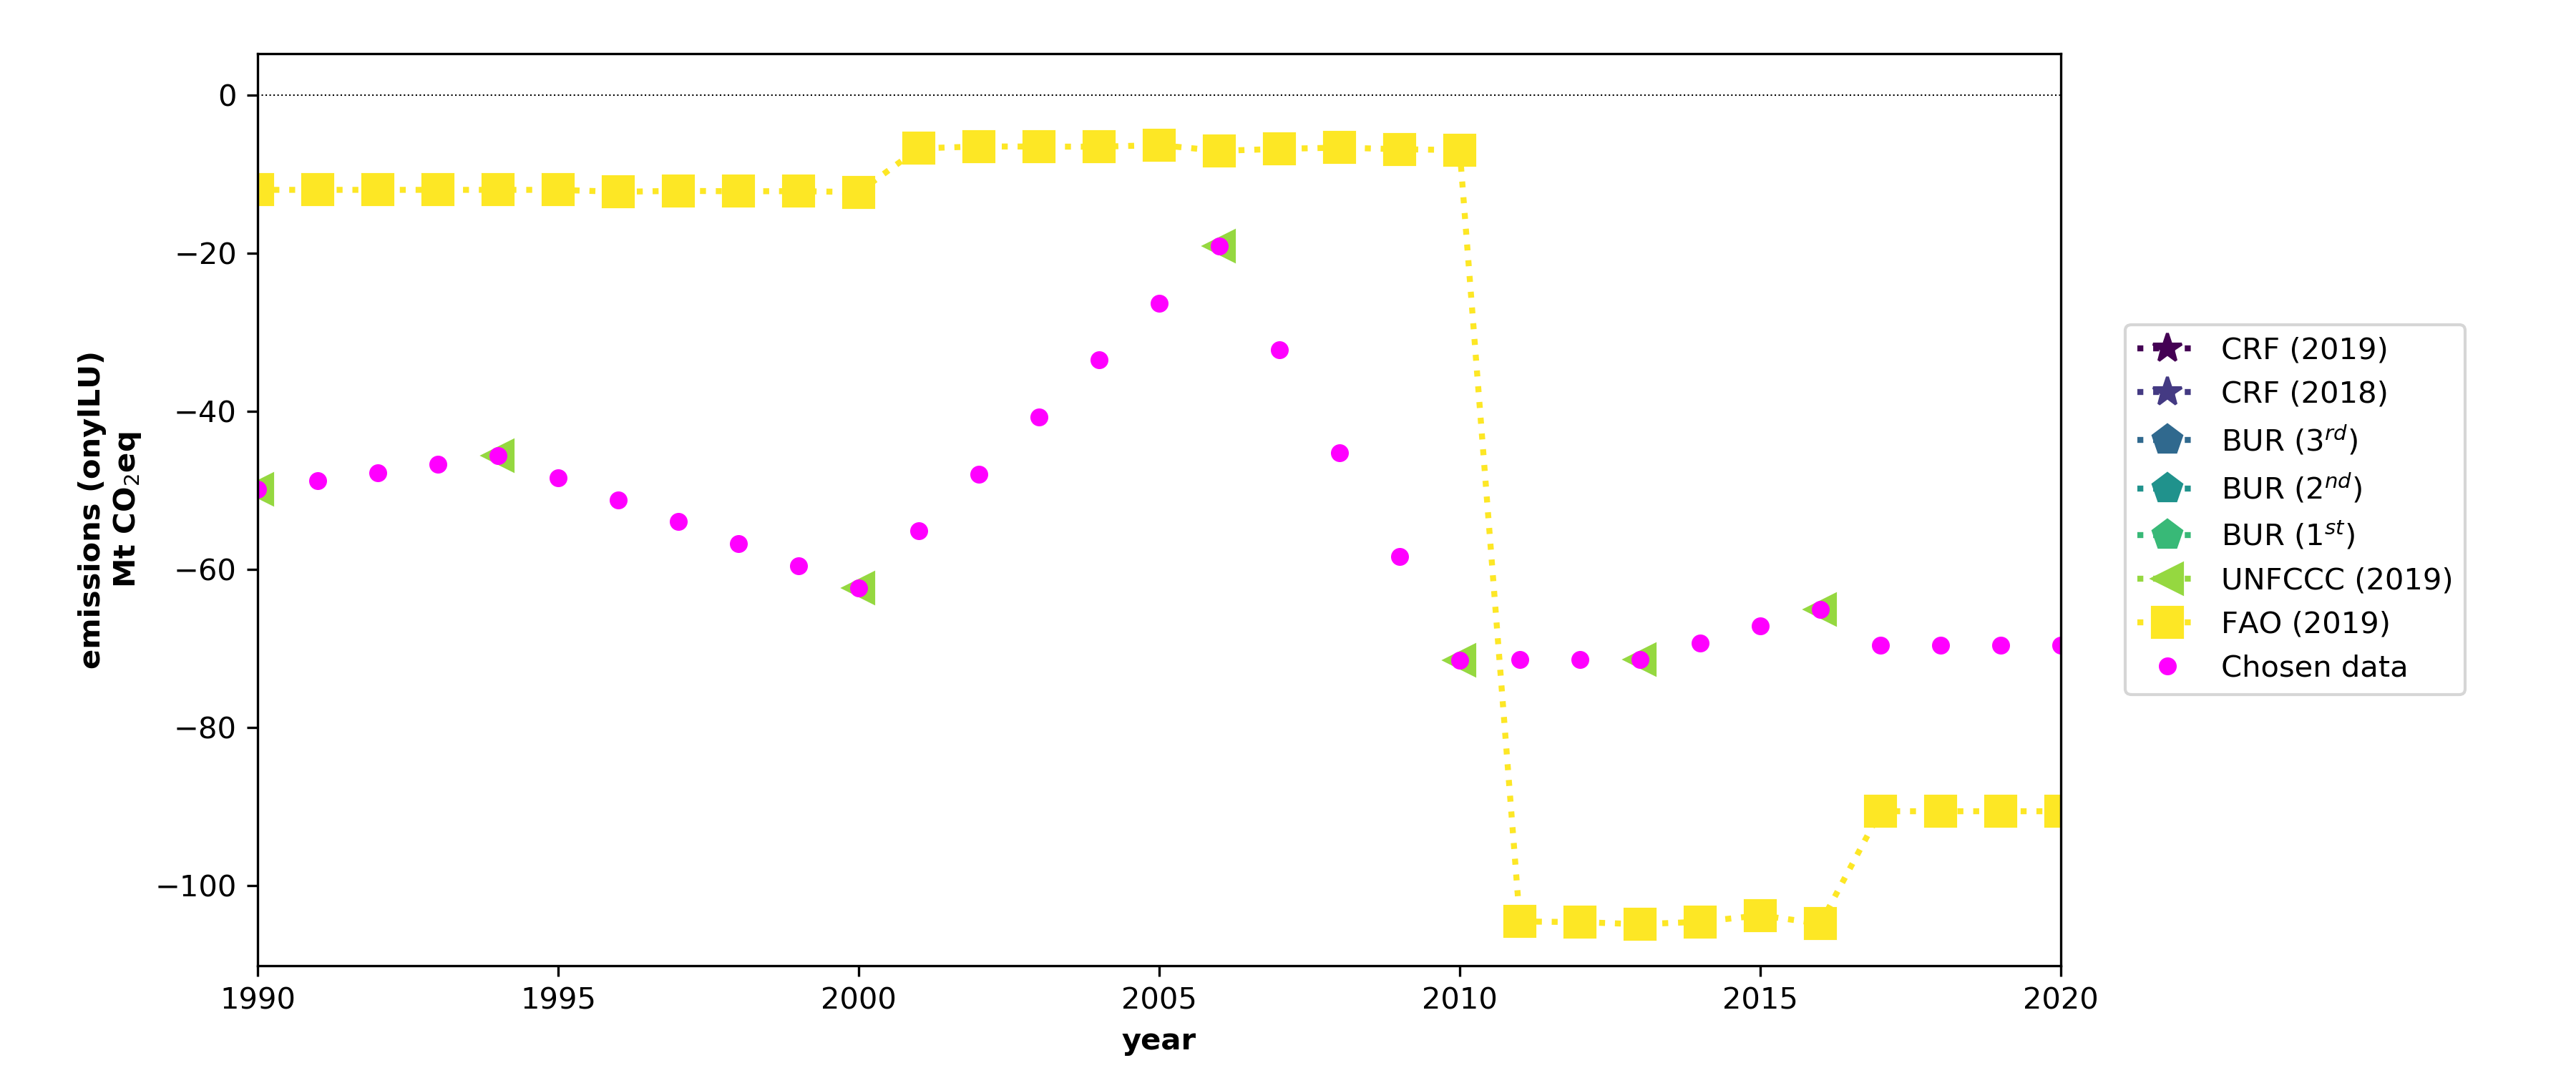 0
−20
−40
−60
−80
−100
emissions (onylLU)
Mt CO₂eq
1990 1995 2000 2005 2010 2015 2020
year
CRF (2019)
CRF (2018)
BUR (3ʳᵈ)
BUR (2ⁿᵈ)
BUR (1ˢᵗ)
UNFCCC (2019)
FAO (2019)
Chosen data